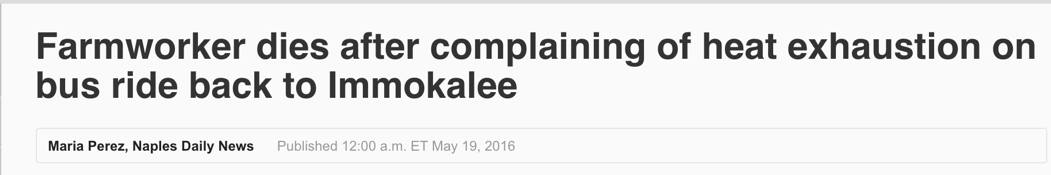 Farmworker dies after complaining of heat exhaustion on
bus ride back to Immokalee
Maria Perez, Naples Daily News Published 12:00 a.m. ET May 19, 2016